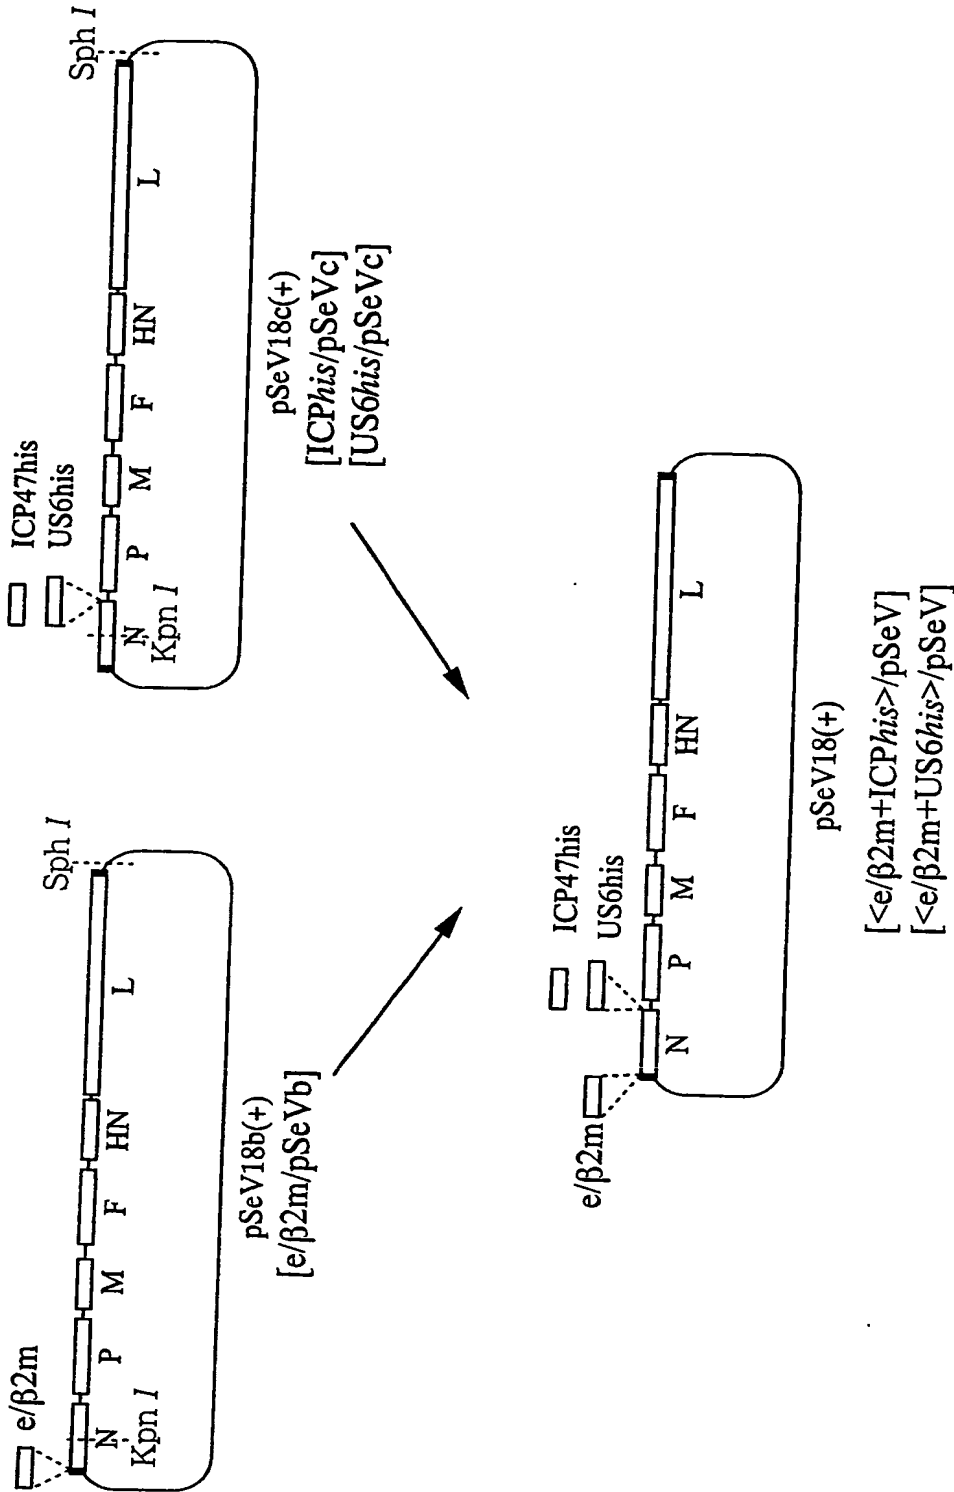 e/β2m
Sph I
N P M F HN L
Kpn I
pSeV18b(+)
[e/β2m/pSeVb]
ICP47his
US6his
Sph I
N P M F HN L
Kpn I
pSeV18c(+)
[ICPhis/pSeVc]
[US6his/pSeVc]
e/β2m
ICP47his
US6his
N P M F HN L
pSeV18(+)
[<e/β2m+ICPhis>/pSeV]
[<e/β2m+US6his>/pSeV]